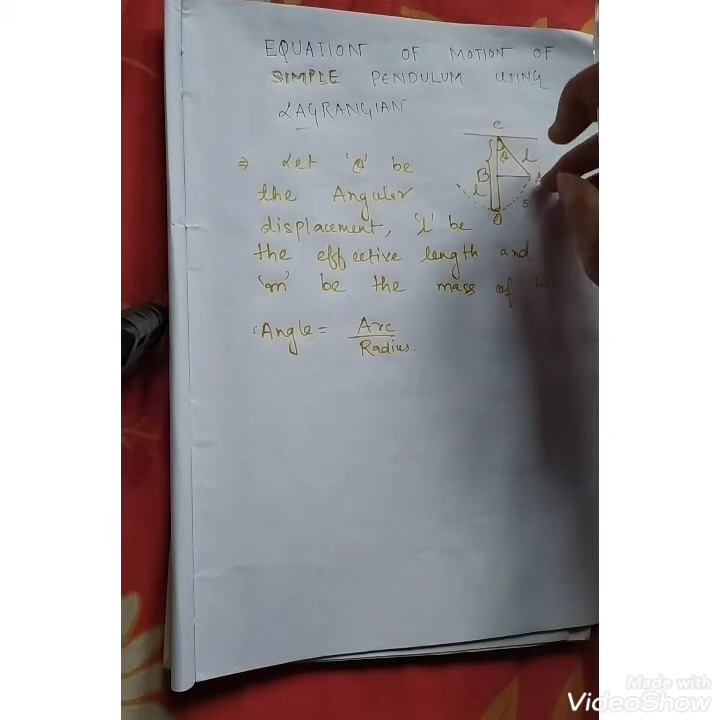 EQUATION OF MOTION OF
SIMPLE PENDULUM USING
LAGRANGIAN
C
⇒ Let 'θ' be
θ
l
the Angular
B
A
l
S
displacement, 'l' be
O
the effective length and
'm' be the mass of
Angle = Arc
Radius.
Made with
VideoShow